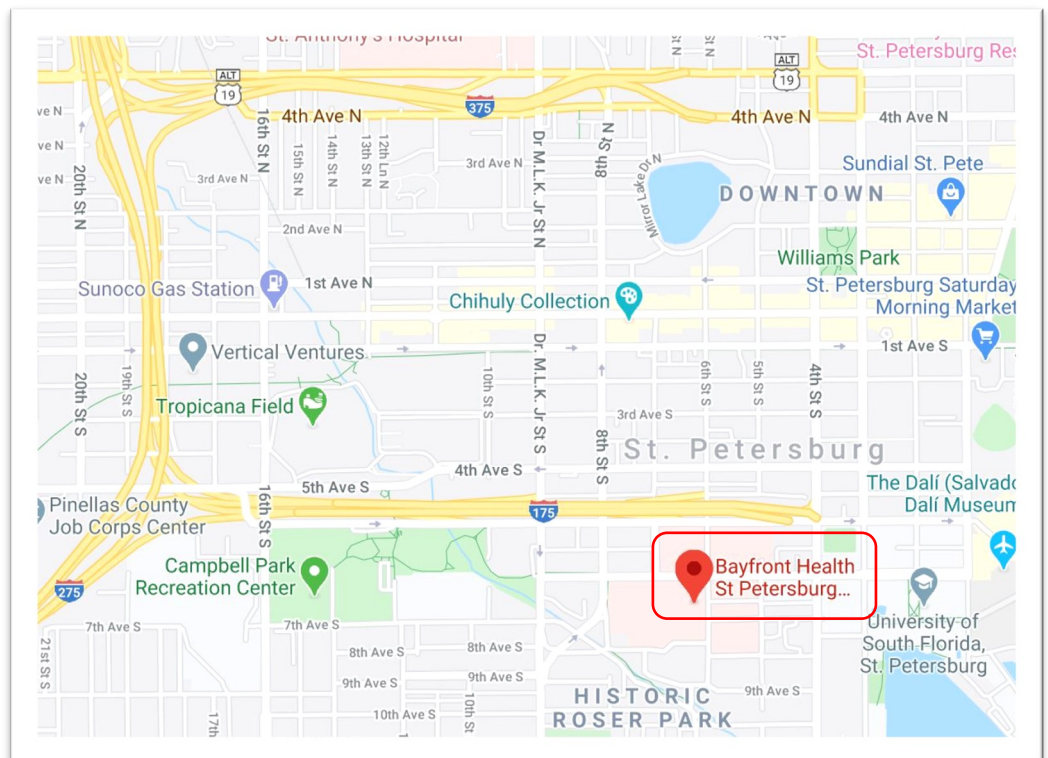 St. Anthony's Hospital
St. Petersburg Res
ALT
19
ALT
19
375
16th St N
4th Ave N
4th Ave N
4th Ave N
ve N
ve N
ve N
20th St N
3rd Ave N
15th St N
14th St N
13th St N
12th Ln N
3rd Ave N
Dr M.L.K. Jr St N
8th St N
Mirror Lake Dr N
DOWNTOWN
Sundial St. Pete
2nd Ave N
Williams Park
Sunoco Gas Station
1st Ave N
Chihuly Collection
St. Petersburg Saturday
Morning Market
Vertical Ventures
1st Ave S
20th St S
19th St S
Tropicana Field
10th St S
Dr. M.L.K. Jr St S
8th St S
3rd Ave S
6th St S
5th St S
4th St S
St. Petersburg
4th Ave S
5th Ave S
16th St S
175
The Dalí (Salvado
Dalí Museum
Pinellas County
Job Corps Center
Campbell Park
Recreation Center
Bayfront Health
St Petersburg...
275
University of
South Florida,
St. Petersburg
7th Ave S
7th Ave S
21st St S
8th Ave S
8th Ave S
9th Ave S
9th Ave S
9th Ave S
10th Ave S
10th St
17th
HISTORIC
ROSER PARK